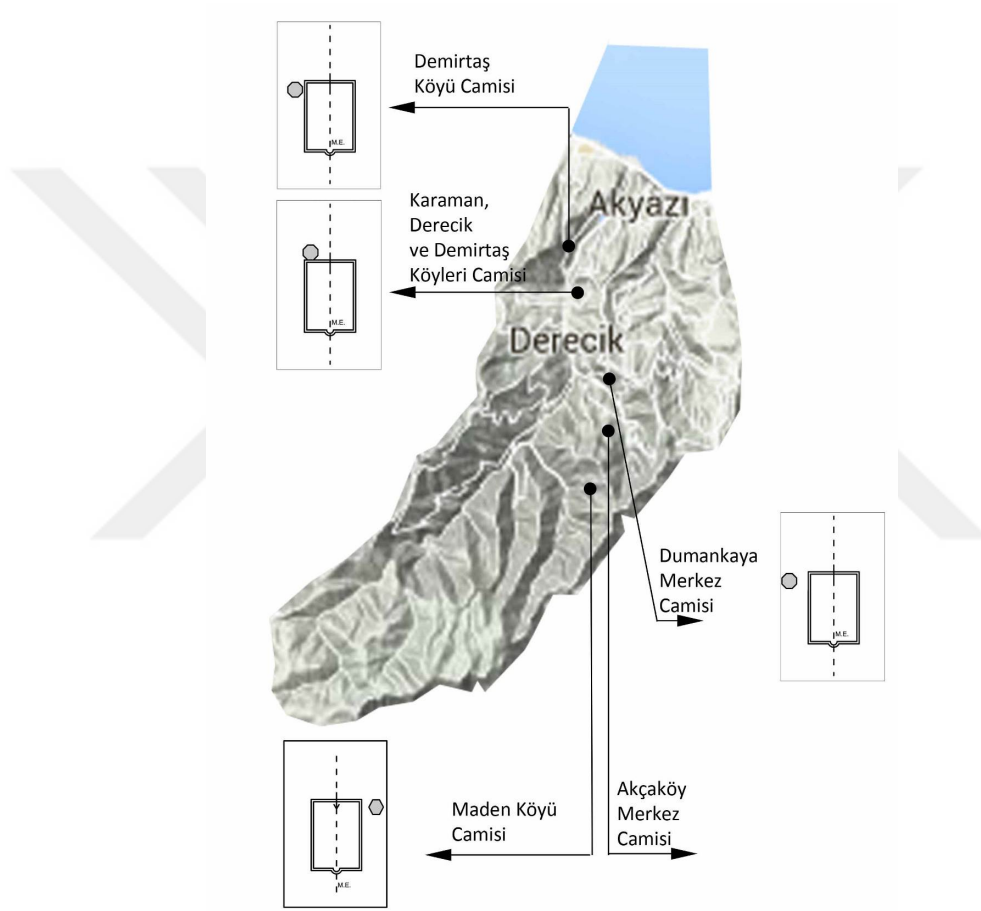 Demirtaş
Köyü Camisi
M.E.
Karaman,
Derecik
ve Demirtaş
Köyleri Camisi
M.E.
Akyazı
Derecik
Dumankaya
Merkez
Camisi
M.E.
Maden Köyü
Camisi
M.E.
Akçaköy
Merkez
Camisi